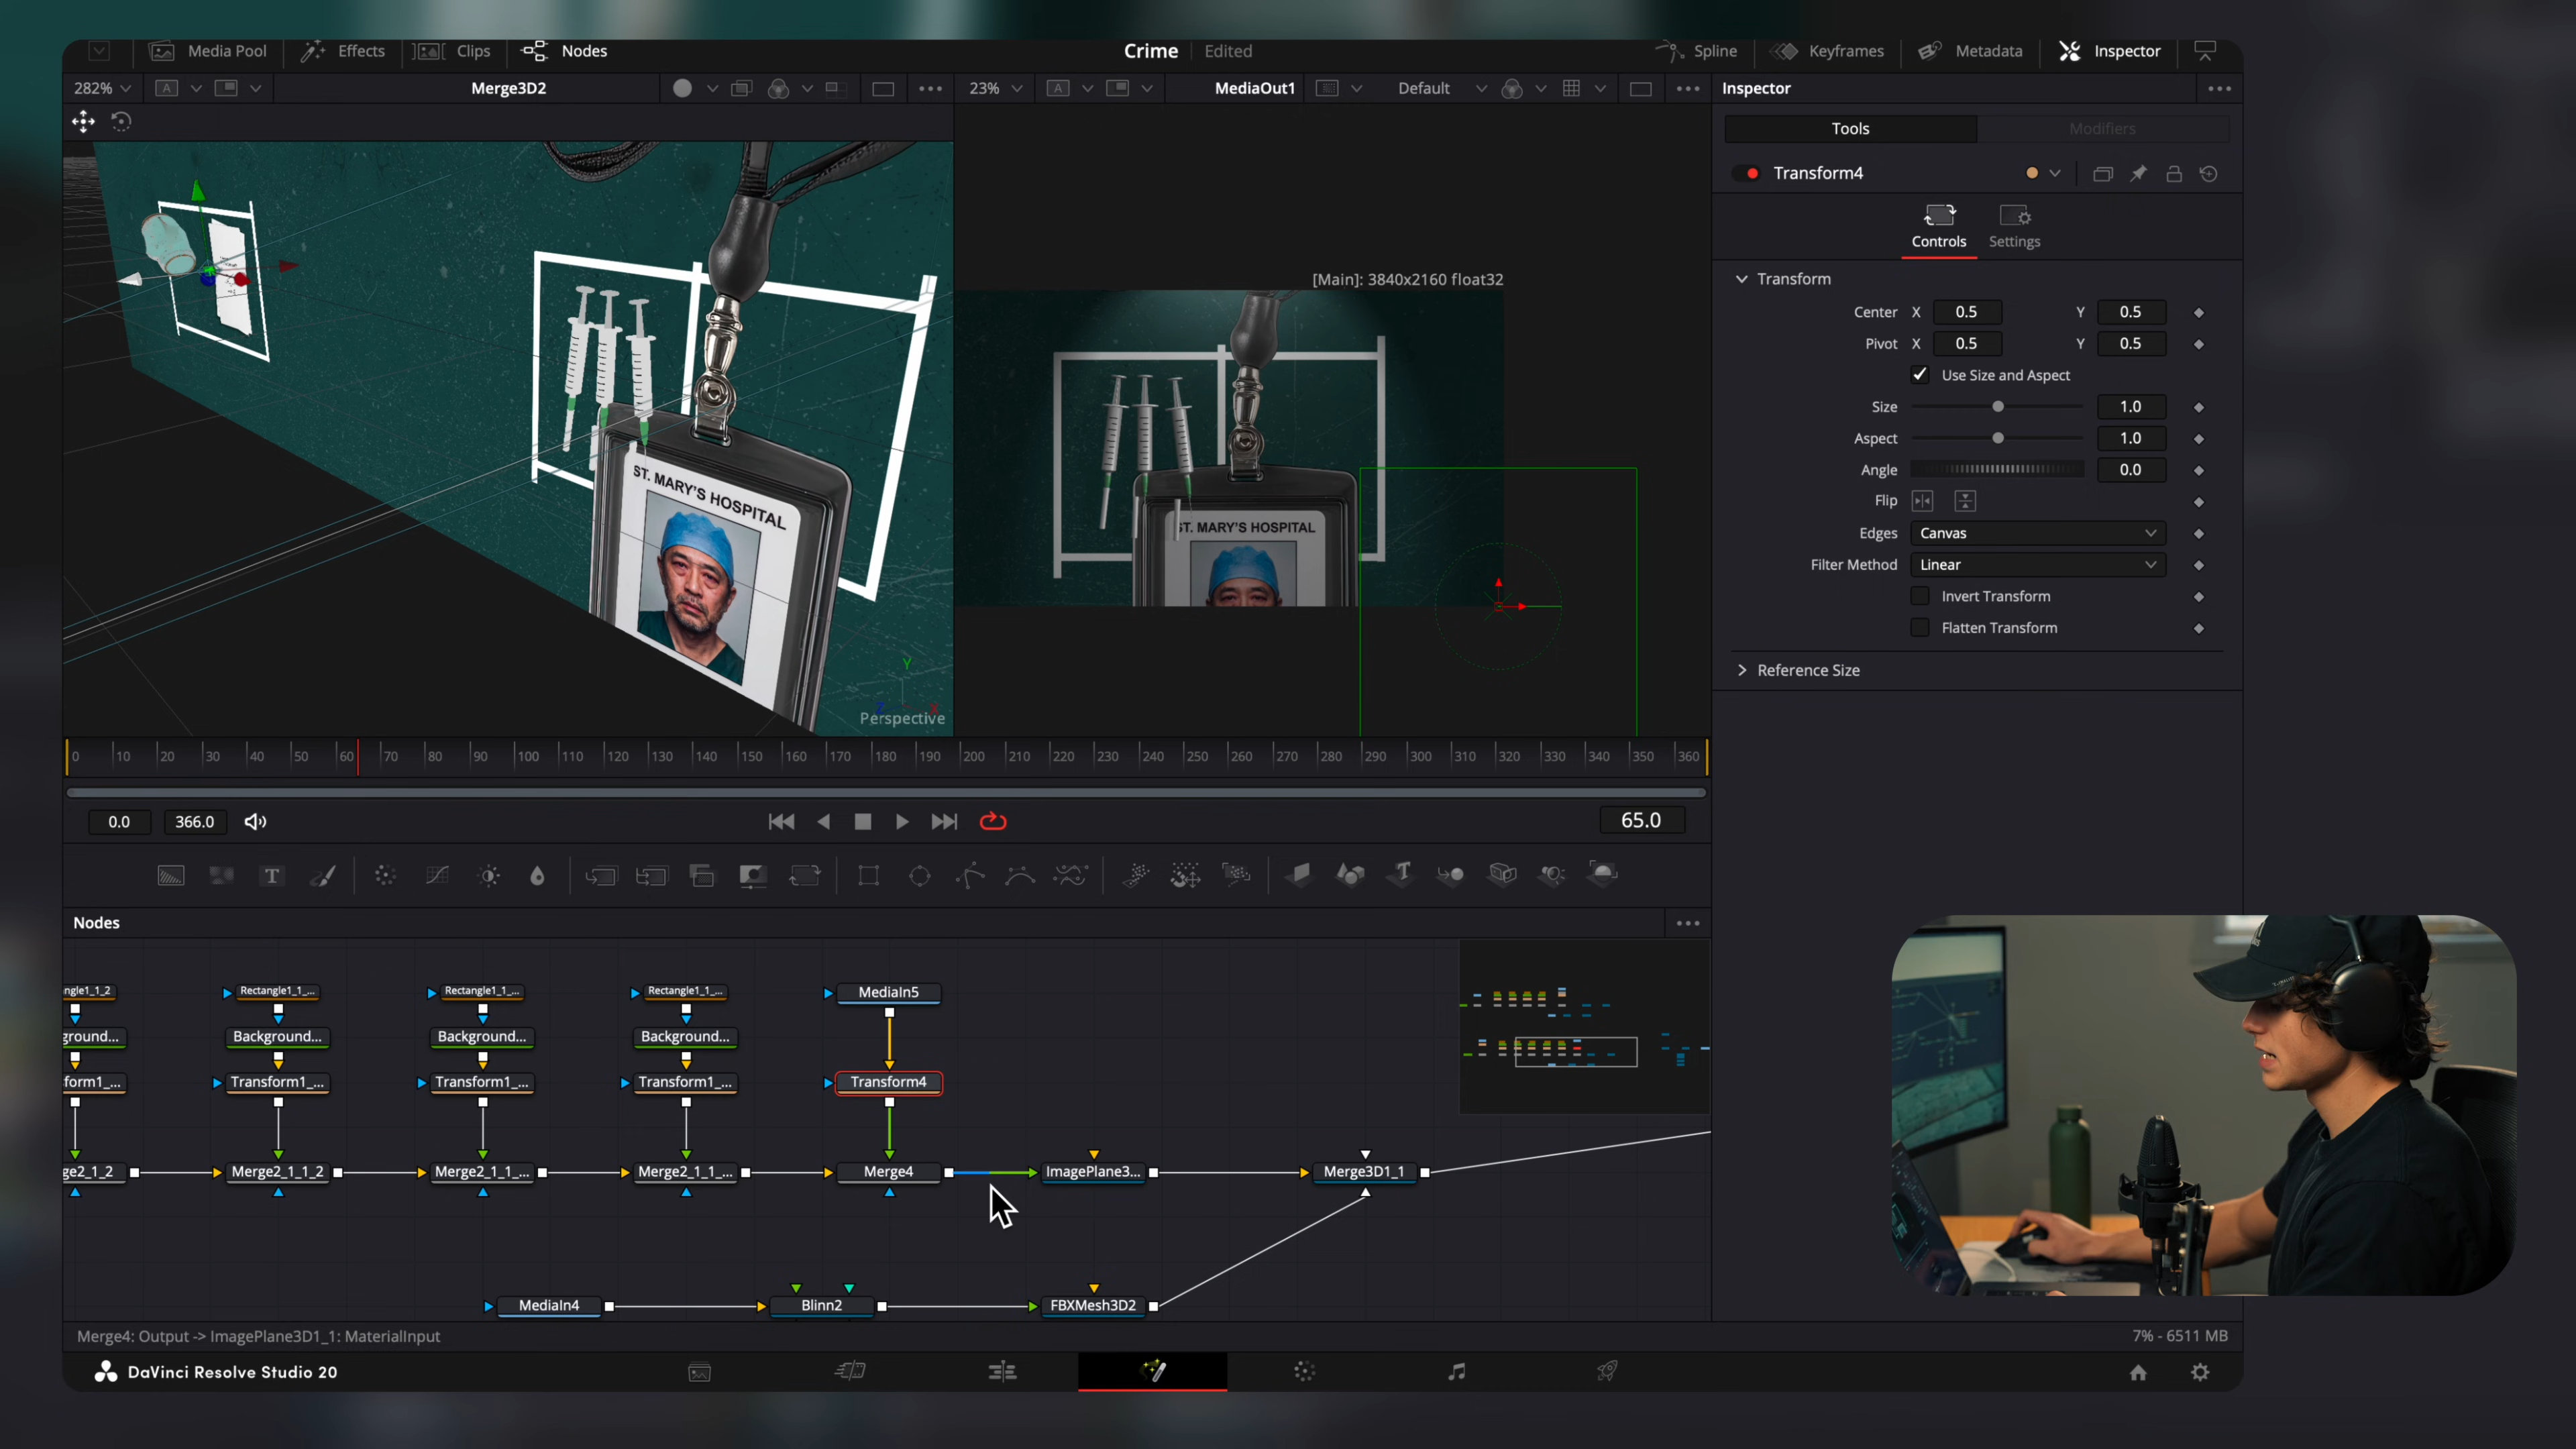 Media Pool Effects Clips Nodes Crime Edited Spline Keyframes Metadata Inspector
282% A Merge3D2 23% A MediaOut1 Default Inspector
Tools Modifiers
Transform4
Controls Settings
Transform
Center X 0.5 Y 0.5
Pivot X 0.5 Y 0.5
Use Size and Aspect
Size 1.0
Aspect 1.0
Angle 0.0
Flip
Edges Canvas
Filter Method Linear
Invert Transform
Flatten Transform
Reference Size
ST. MARY'S HOSPITAL
Y
Z X
Perspective
[Main]: 3840x2160 float32
ST. MARY'S HOSPITAL
0 10 20 30 40 50 60 70 80 90 100 110 120 130 140 150 160 170 180 190 200 210 220 230 240 250 260 270 280 290 300 310 320 330 340 350 360
0.0 366.0 65.0
T T
Nodes
ngle1_1_2 Rectangle1_1_... Rectangle1_1_... Rectangle1_1_... MediaIn5
ground... Background... Background... Background...
form1_... Transform1_... Transform1_... Transform1_... Transform4
ge2_1_2 Merge2_1_1_2 Merge2_1_1_... Merge2_1_1_... Merge4 ImagePlane3... Merge3D1_1
MediaIn4 Blinn2 FBXMesh3D2
Merge4: Output -> ImagePlane3D1_1: MaterialInput 7% - 6511 MB
DaVinci Resolve Studio 20